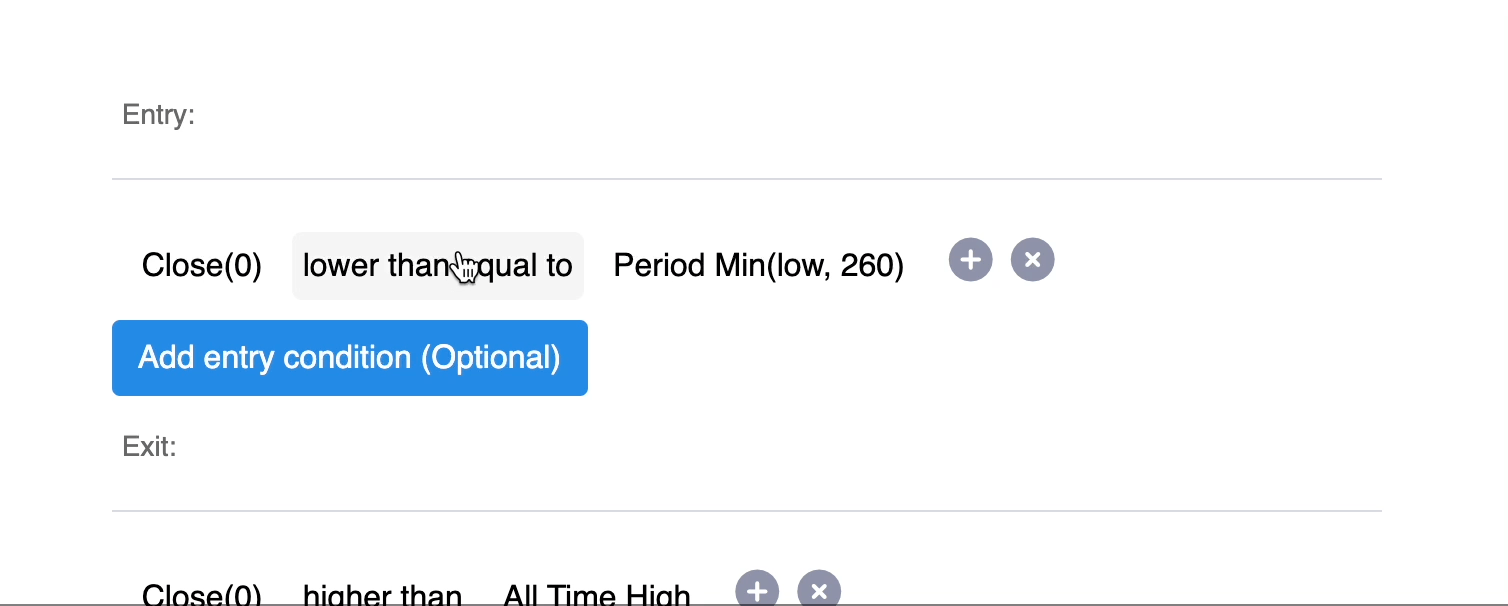 Entry:
Close(0) lower than equal to Period Min(low, 260)
Add entry condition (Optional)
Exit:
Close(0) higher than All Time High